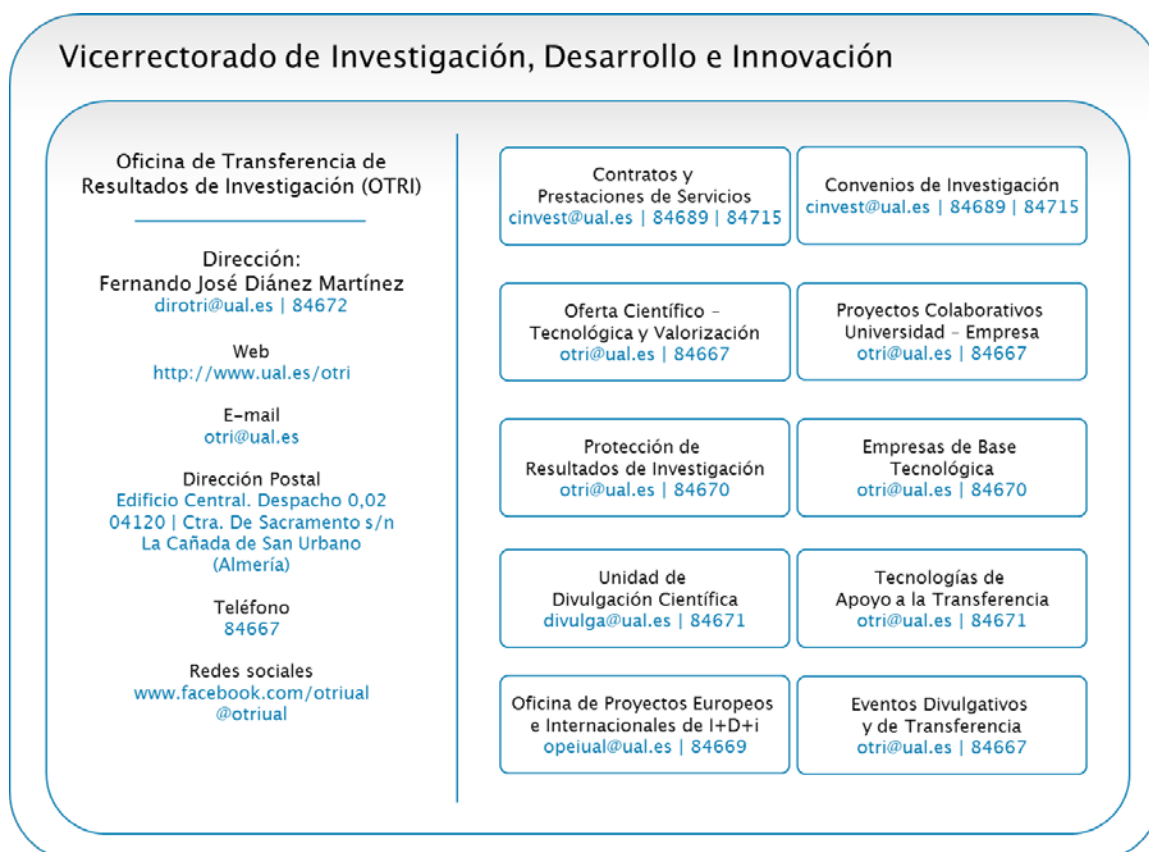 Vicerrectorado de Investigación, Desarrollo e Innovación
Oficina de Transferencia de
Resultados de Investigación (OTRI)
Dirección:
Fernando José Diánez Martínez
dirotri@ual.es | 84672
Web
http://www.ual.es/otri
E-mail
otri@ual.es
Dirección Postal
Edificio Central. Despacho 0,02
04120 | Ctra. De Sacramento s/n
La Cañada de San Urbano
(Almería)
Teléfono
84667
Redes sociales
www.facebook.com/otriual
@otriual
Contratos y
Prestaciones de Servicios
cinvest@ual.es | 84689 | 84715
Convenios de Investigación
cinvest@ual.es | 84689 | 84715
Oferta Científico –
Tecnológica y Valorización
otri@ual.es | 84667
Proyectos Colaborativos
Universidad – Empresa
otri@ual.es | 84667
Protección de
Resultados de Investigación
otri@ual.es | 84670
Empresas de Base
Tecnológica
otri@ual.es | 84670
Unidad de
Divulgación Científica
divulga@ual.es | 84671
Tecnologías de
Apoyo a la Transferencia
otri@ual.es | 84671
Oficina de Proyectos Europeos
e Internacionales de I+D+i
opeiual@ual.es | 84669
Eventos Divulgativos
y de Transferencia
otri@ual.es | 84667